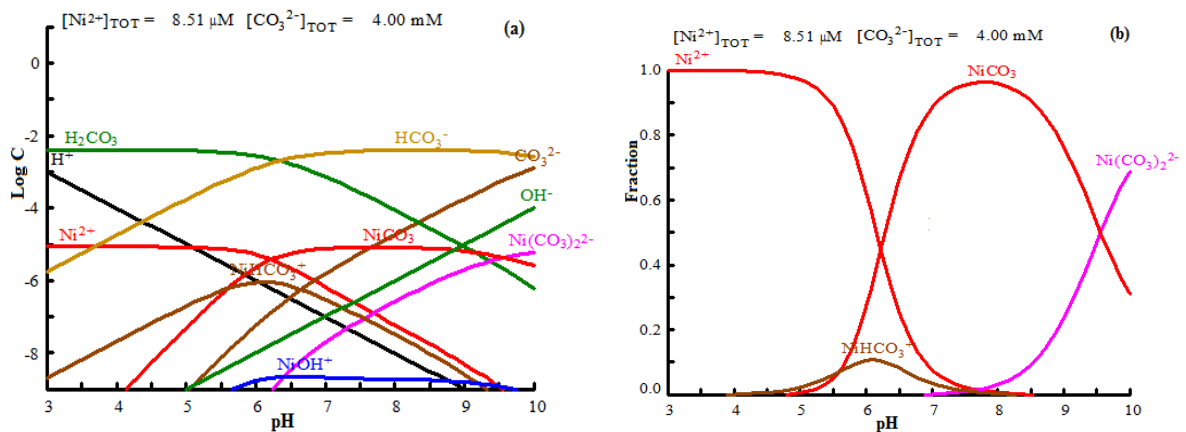 [Ni²⁺]TOT = 8.51 µM [CO₃²⁻]TOT = 4.00 mM
(a)
0
-2
-4
-6
-8
Log C
H₂CO₃
HCO₃⁻
H⁺
CO₃²⁻
OH⁻
Ni²⁺
NiCO₃
Ni(CO₃)₂²⁻
NiHCO₃⁺
NiOH⁺
3 4 5 6 7 8 9 10
pH
[Ni²⁺]TOT = 8.51 µM [CO₃²⁻]TOT = 4.00 mM
(b)
Ni²⁺
NiCO₃
1.0
0.8
0.6
0.4
0.2
0.0
Fraction
Ni(CO₃)₂²⁻
NiHCO₃⁺
3 4 5 6 7 8 9 10
pH